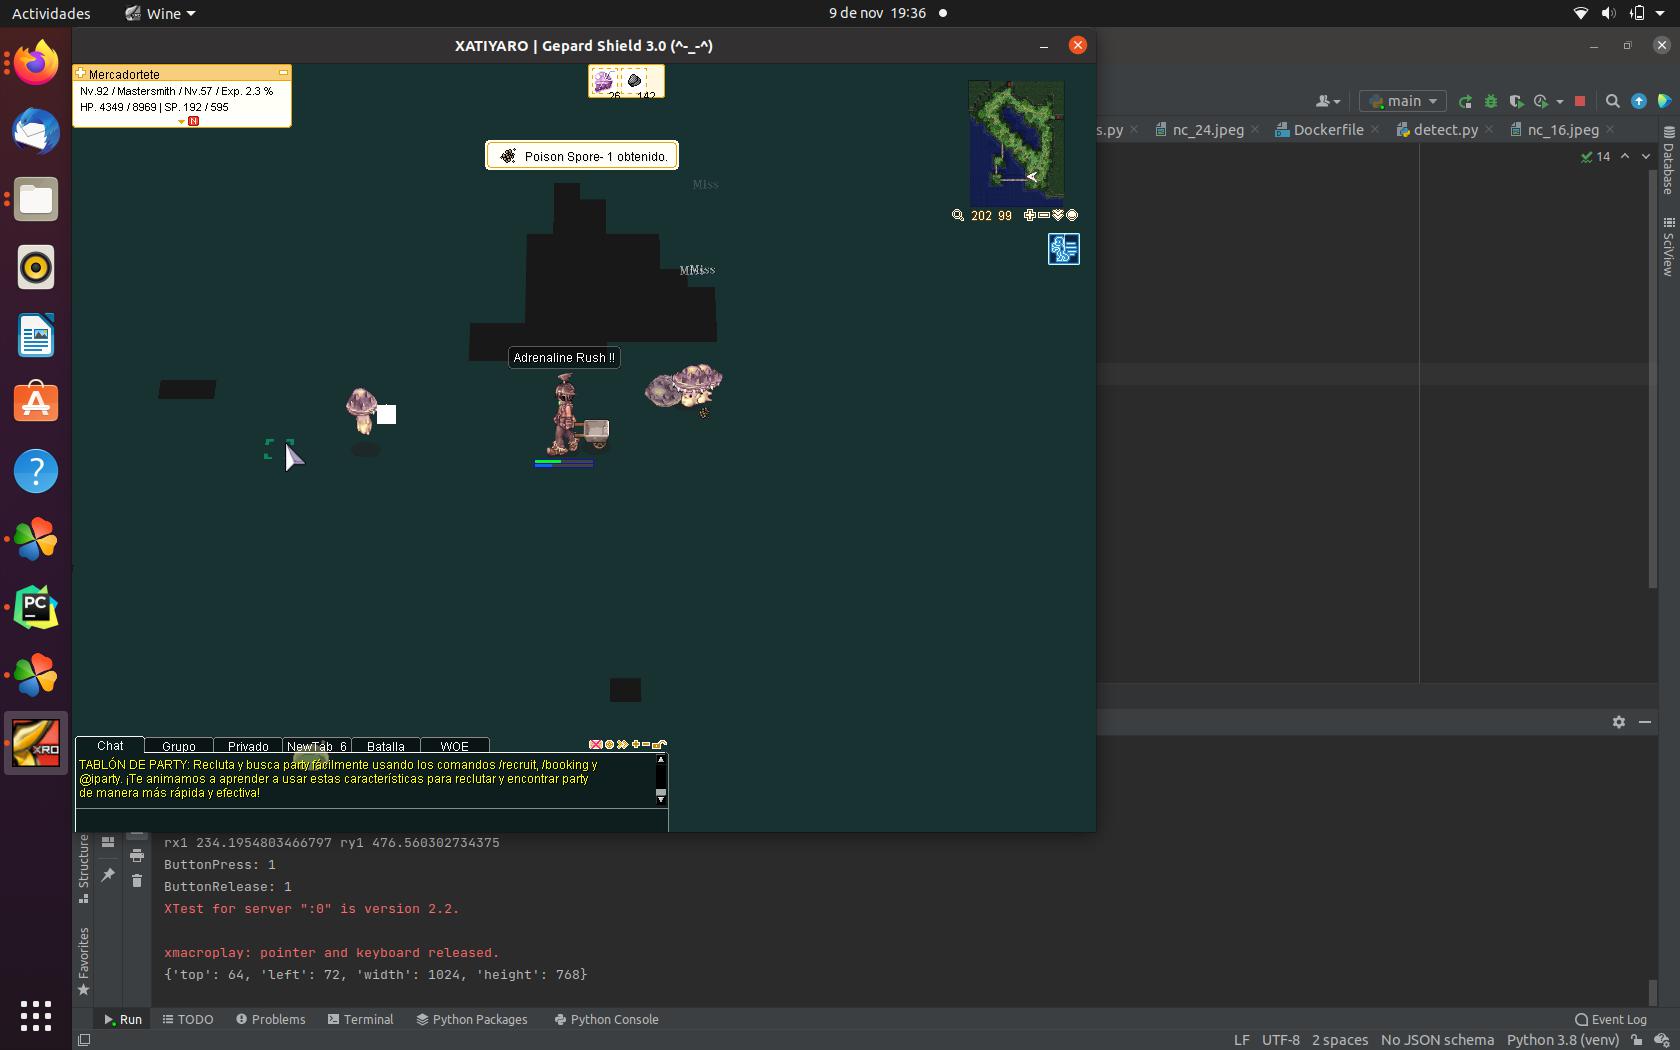 Actividades
Wine
9 de nov 19:36
XATIYARO | Gepard Shield 3.0 (^-_-^)
Mercadortete
Nv.92 / Mastersmith / Nv.57 / Exp. 2.3 %
HP. 4349 / 8969 | SP. 192 / 595
N
26 142
Poison Spore- 1 obtenido.
Miss
Miss
202 99
Adrenaline Rush !!
main
s.py
nc_24.jpeg
Dockerfile
detect.py
nc_16.jpeg
14
Database
SciView
?
PC
XRO
Chat
Grupo
Privado
NewTab 6
Batalla
WOE
TABLÓN DE PARTY: Recluta y busca party fácilmente usando los comandos /recruit, /booking y
@iparty. ¡Te animamos a aprender a usar estas características para reclutar y encontrar party
de manera más rápida y efectiva!
rx1 234.1954803466797 ry1 476.560302734375
ButtonPress: 1
ButtonRelease: 1
XTest for server ":0" is version 2.2.
xmacroplay: pointer and keyboard released.
{'top': 64, 'left': 72, 'width': 1024, 'height': 768}
Structure
Favorites
Run
TODO
Problems
Terminal
Python Packages
Python Console
Event Log
LF
UTF-8
2 spaces
No JSON schema
Python 3.8 (venv)